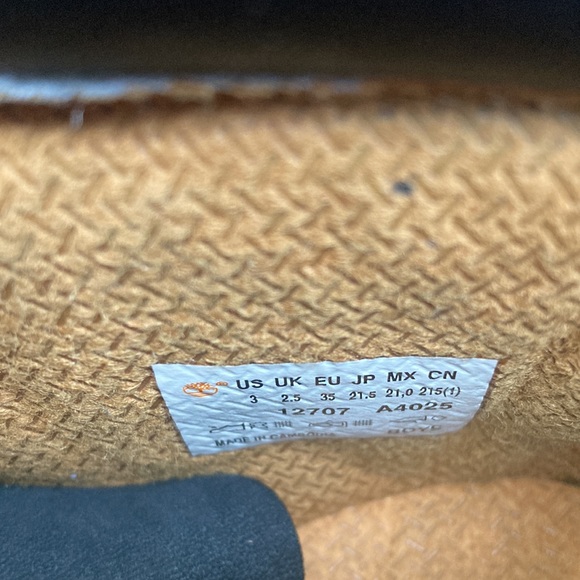 US UK EU JP MX CN
3 2.5 35 21.5 21,0 215(1)
12707 A4025
MADE IN CAMBODIA
BOYS